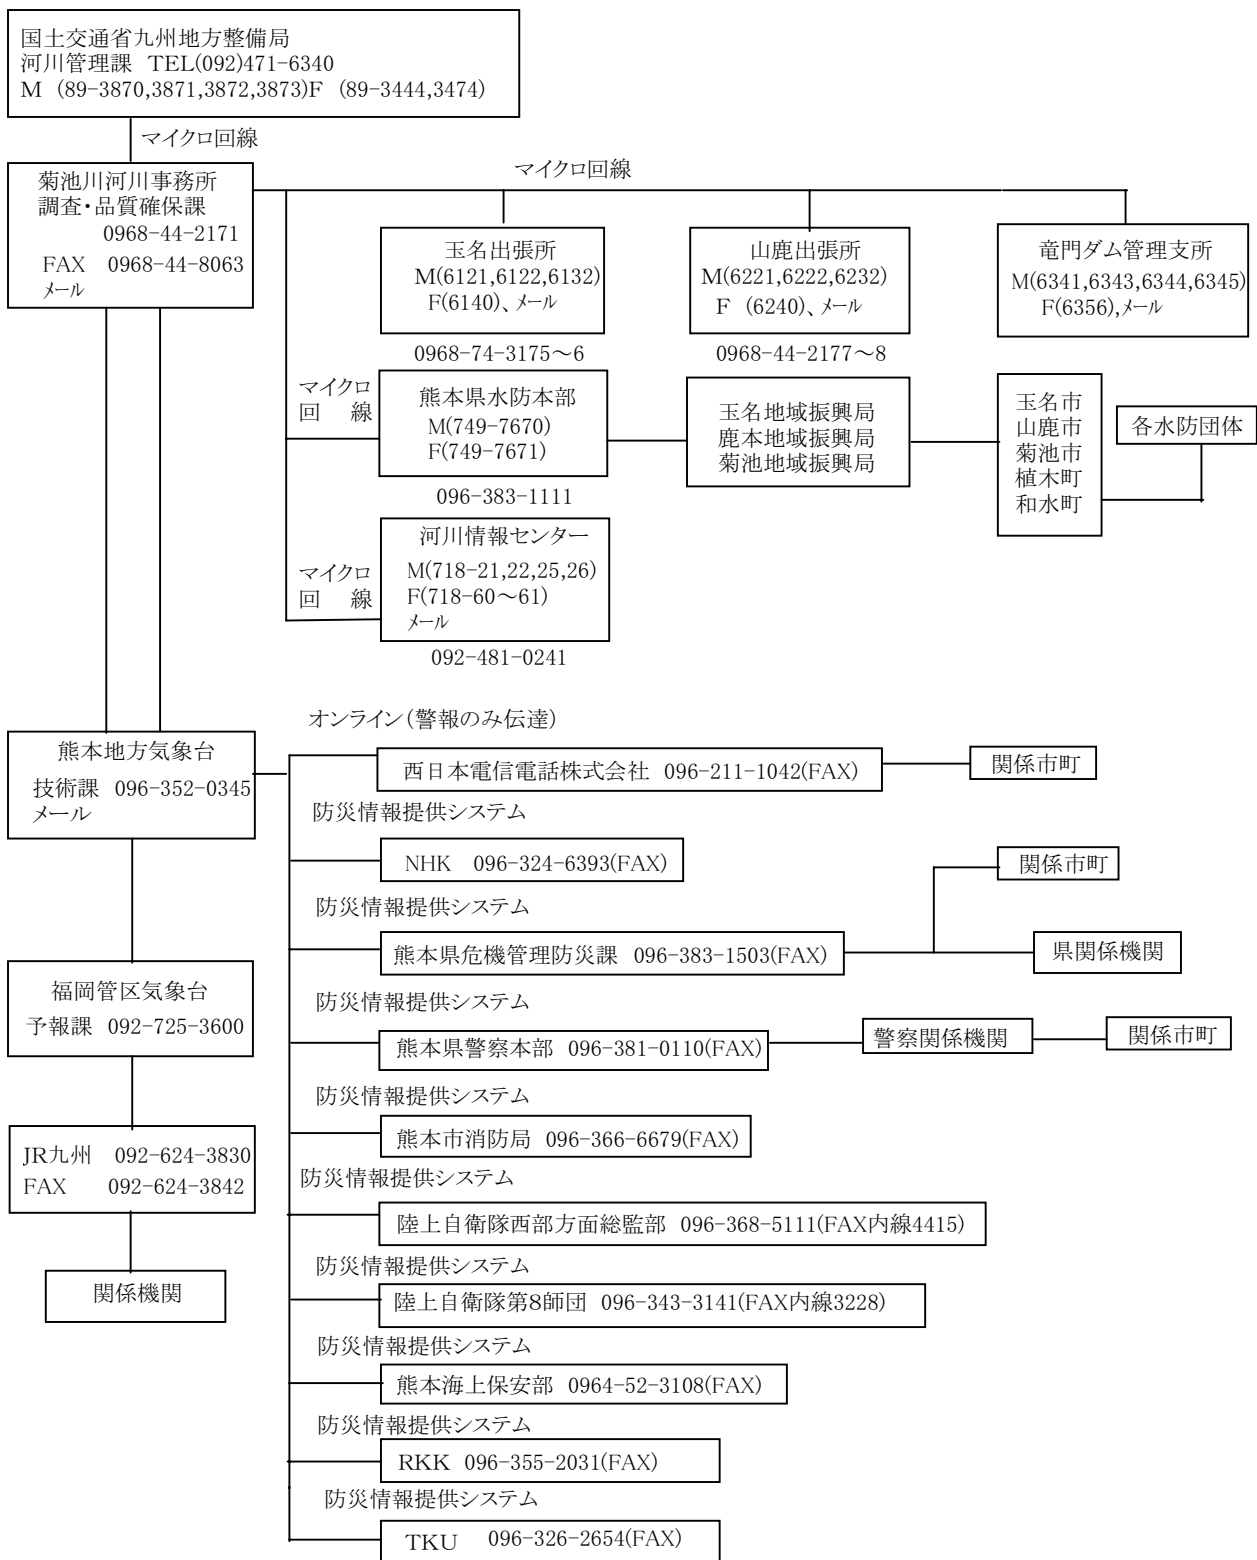 国土交通省九州地方整備局
河川管理課 TEL(092)471-6340
M (89-3870,3871,3872,3873)F (89-3444,3474)
マイクロ回線
菊池川河川事務所
調査・品質確保課
0968-44-2171
FAX 0968-44-8063
メール
マイクロ回線
玉名出張所
M(6121,6122,6132)
F(6140)、メール
0968-74-3175～6
山鹿出張所
M(6221,6222,6232)
F (6240)、メール
0968-44-2177～8
竜門ダム管理支所
M(6341,6343,6344,6345)
F(6356),メール
マイクロ
回 線
熊本県水防本部
M(749-7670)
F(749-7671)
096-383-1111
玉名地域振興局
鹿本地域振興局
菊池地域振興局
玉名市
山鹿市
菊池市
植木町
和水町
各水防団体
マイクロ
回 線
河川情報センター
M(718-21,22,25,26)
F(718-60～61)
メール
092-481-0241
熊本地方気象台
技術課 096-352-0345
メール
オンライン(警報のみ伝達)
西日本電信電話株式会社 096-211-1042(FAX)
関係市町
防災情報提供システム
NHK 096-324-6393(FAX)
防災情報提供システム
熊本県危機管理防災課 096-383-1503(FAX)
関係市町
県関係機関
防災情報提供システム
熊本県警察本部 096-381-0110(FAX)
警察関係機関
関係市町
防災情報提供システム
熊本市消防局 096-366-6679(FAX)
防災情報提供システム
陸上自衛隊西部方面総監部 096-368-5111(FAX内線4415)
防災情報提供システム
陸上自衛隊第8師団 096-343-3141(FAX内線3228)
防災情報提供システム
熊本海上保安部 0964-52-3108(FAX)
防災情報提供システム
RKK 096-355-2031(FAX)
防災情報提供システム
TKU 096-326-2654(FAX)
福岡管区気象台
予報課 092-725-3600
JR九州 092-624-3830
FAX 092-624-3842
関係機関